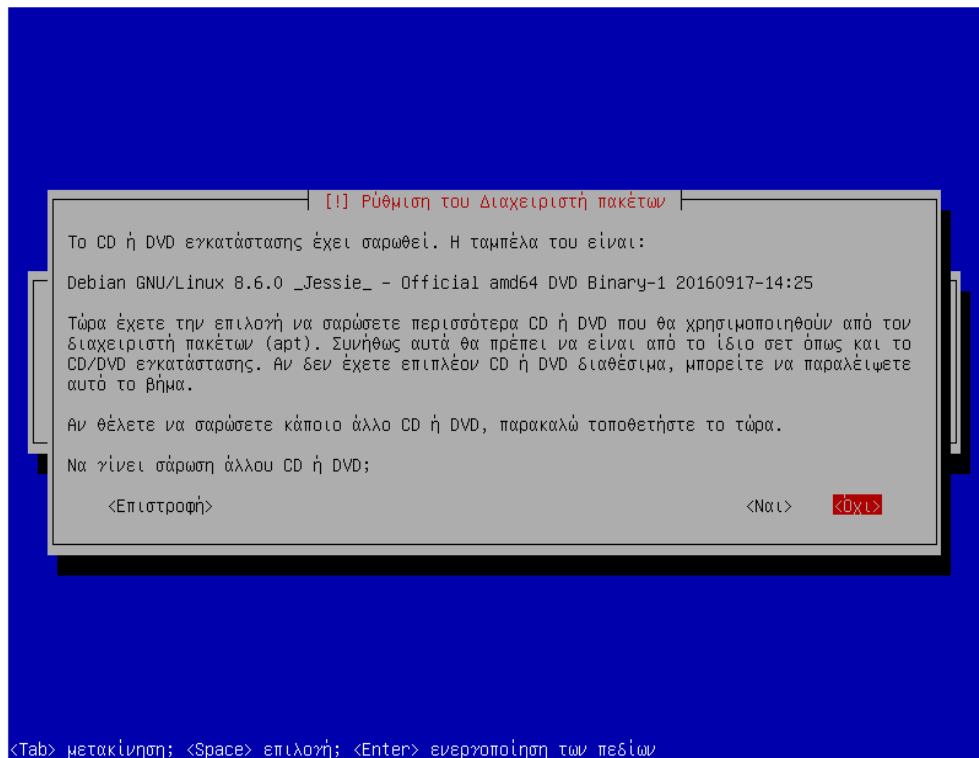 [!] Ρύθμιση του Διαχειριστή πακέτων
Το CD ή DVD εγκατάστασης έχει σαρωθεί. Η ταμπέλα του είναι:
Debian GNU/Linux 8.6.0 _Jessie_ - Official amd64 DVD Binary-1 20160917-14:25
Τώρα έχετε την επιλογή να σαρώσετε περισσότερα CD ή DVD που θα χρησιμοποιηθούν από τον
διαχειριστή πακέτων (apt). Συνήθως αυτά θα πρέπει να είναι από το ίδιο σετ όπως και το
CD/DVD εγκατάστασης. Αν δεν έχετε επιπλέον CD ή DVD διαθέσιμα, μπορείτε να παραλέιψετε
αυτό το βήμα.
Αν θέλετε να σαρώσετε κάποιο άλλο CD ή DVD, παρακαλώ τοποθετήστε το τώρα.
Να γίνει σάρωση άλλου CD ή DVD;
<Επιστροφή> <Ναι> <Όχι>
<Tab> μετακίνηση; <Space> επιλογή; <Enter> ενεργοποίηση των πεδίων